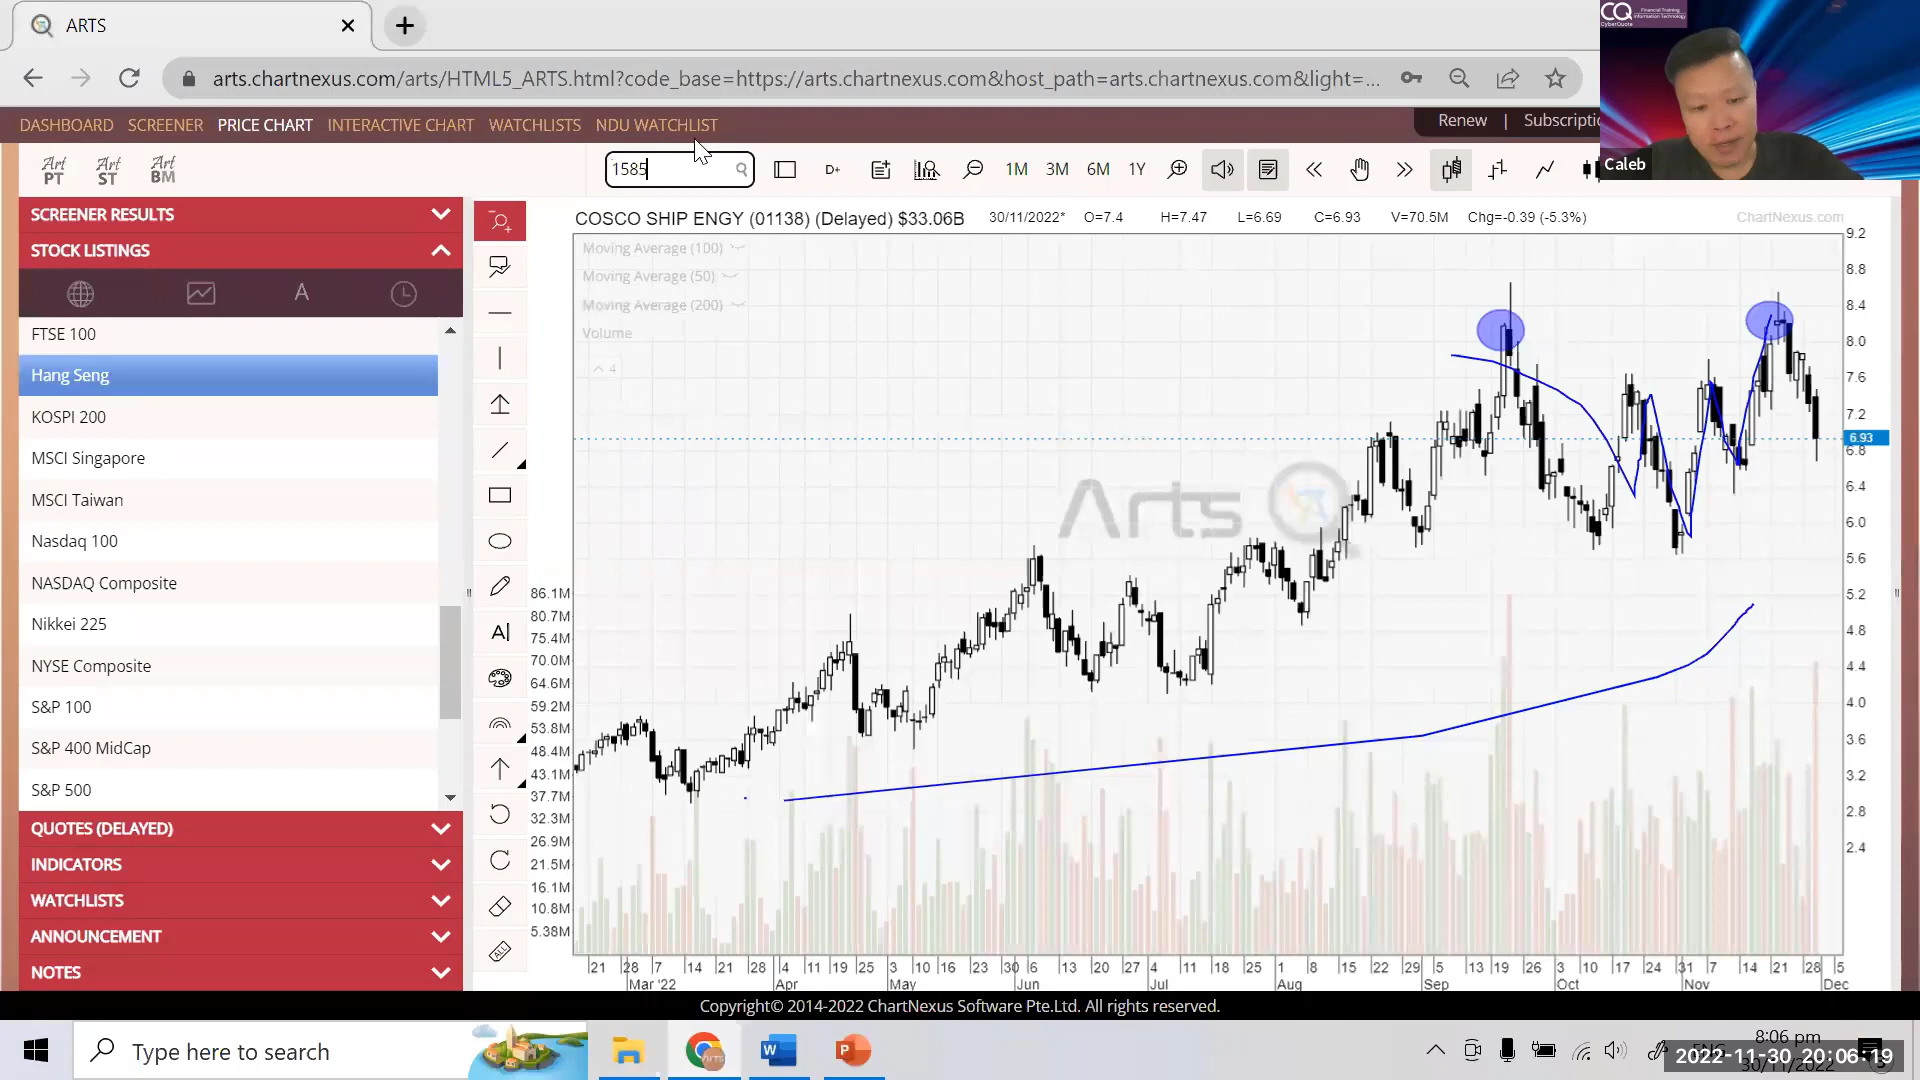 ARTS
arts.chartnexus.com/arts/HTML5_ARTS.html?code_base=https://arts.chartnexus.com&host_path=arts.chartnexus.com&light=...
CQ Financial Training Information Technology
CyberQuote
Caleb
DASHBOARD SCREENER PRICE CHART INTERACTIVE CHART WATCHLISTS NDU WATCHLIST
Renew | Subscriptio
Art PT Art ST Art BM
1585 D+ 1M 3M 6M 1Y
SCREENER RESULTS
STOCK LISTINGS
A
FTSE 100
Hang Seng
KOSPI 200
MSCI Singapore
MSCI Taiwan
Nasdaq 100
NASDAQ Composite
Nikkei 225
NYSE Composite
S&P 100
S&P 400 MidCap
S&P 500
QUOTES (DELAYED)
INDICATORS
WATCHLISTS
ANNOUNCEMENT
NOTES
A|
ALL
COSCO SHIP ENGY (01138) (Delayed) $33.06B 30/11/2022* O=7.4 H=7.47 L=6.69 C=6.93 V=70.5M Chg=-0.39 (-5.3%)
ChartNexus.com
Moving Average (100)
Moving Average (50)
Moving Average (200)
Volume
4
Arts
9.2
8.8
8.4
8.0
7.6
7.2
6.93
6.8
6.4
6.0
5.6
5.2
4.8
4.4
4.0
3.6
3.2
2.8
2.4
86.1M
80.7M
75.4M
70.0M
64.6M
59.2M
53.8M
48.4M
43.1M
37.7M
32.3M
26.9M
21.5M
16.1M
10.8M
5.38M
21 28 7 14 21 28 4 11 19 25 3 10 16 23 30 6 13 20 27 4 11 18 25 1 8 15 22 29 5 13 19 26 3 10 17 24 31 7 14 21 28 5
Mar '22 Apr May Jun Jul Aug Sep Oct Nov Dec
Copyright© 2014-2022 ChartNexus Software Pte.Ltd. All rights reserved.
Type here to search
8:06 pm
2022-11-30 20:06:19